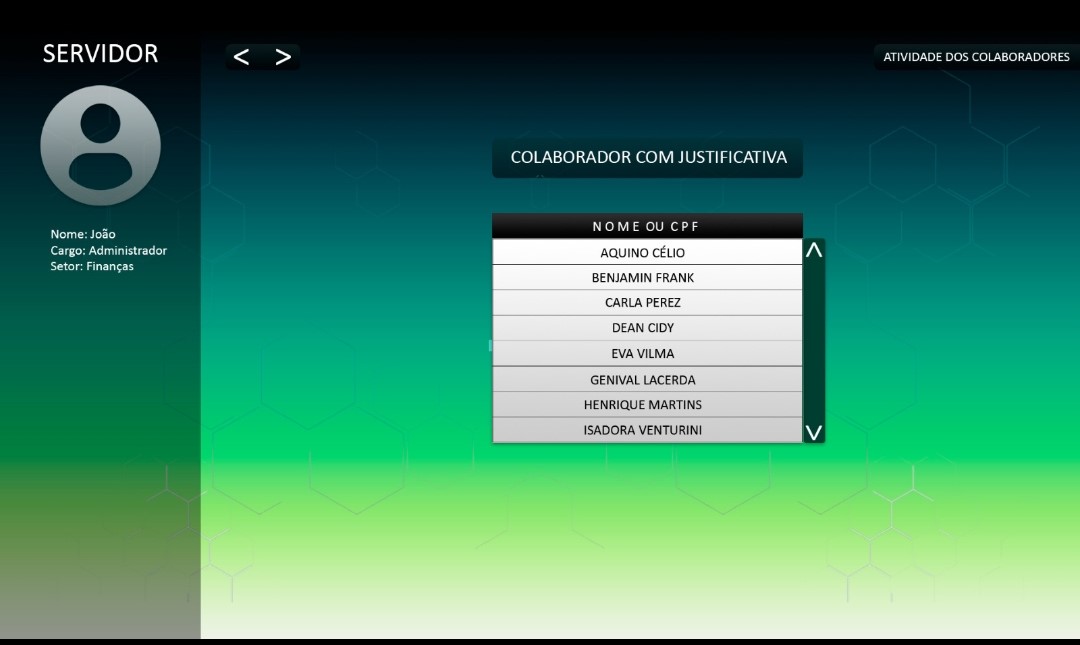 SERVIDOR
< >
ATIVIDADE DOS COLABORADORES
Nome: João
Cargo: Administrador
Setor: Finanças
COLABORADOR COM JUSTIFICATIVA
NOME OU CPF
AQUINO CÉLIO
BENJAMIN FRANK
CARLA PEREZ
DEAN CIDY
EVA VILMA
GENIVAL LACERDA
HENRIQUE MARTINS
ISADORA VENTURINI